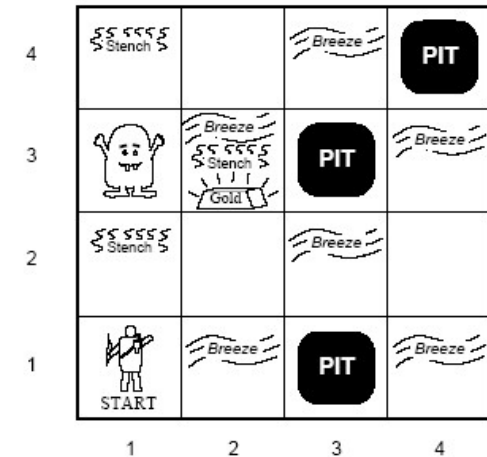 4
Stench
Breeze
PIT
3
Breeze
Stench
Gold
PIT
Breeze
2
Stench
Breeze
1
START
Breeze
PIT
Breeze
1 2 3 4